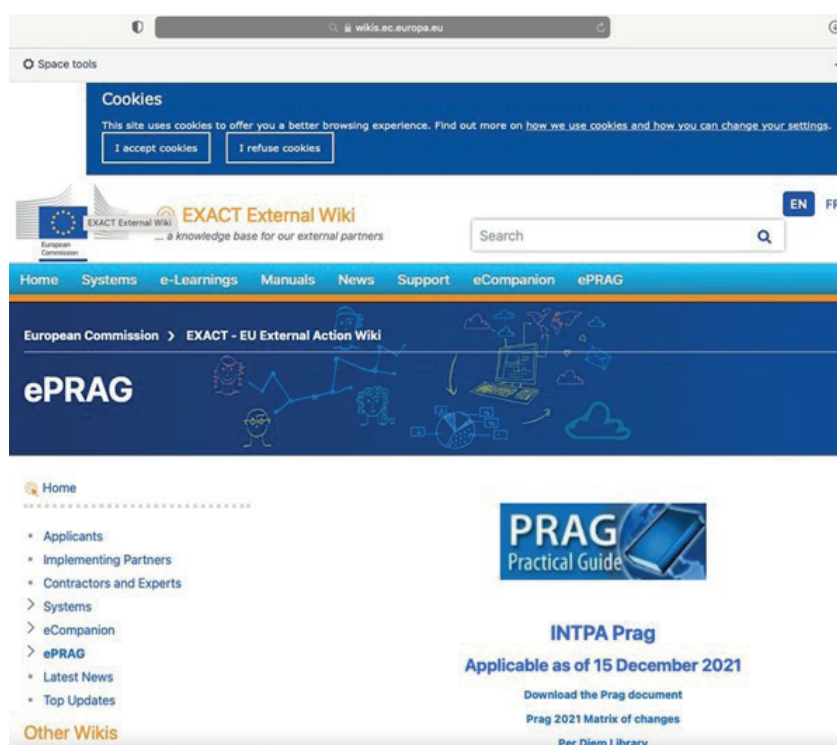 wikis.ec.europa.eu
Space tools
Cookies
This site uses cookies to offer you a better browsing experience. Find out more on how we use cookies and how you can change your settings.
I accept cookies I refuse cookies
EN FR
EXACT External Wiki
EXACT External Wiki
... a knowledge base for our external partners
Search
European
Commission
Home Systems e-Learnings Manuals News Support eCompanion ePRAG
European Commission > EXACT - EU External Action Wiki
ePRAG
Home
Applicants
Implementing Partners
Contractors and Experts
Systems
eCompanion
ePRAG
Latest News
Top Updates
Other Wikis
PRAG
Practical Guide
INTPA Prag
Applicable as of 15 December 2021
Download the Prag document
Prag 2021 Matrix of changes
Per Diem Library